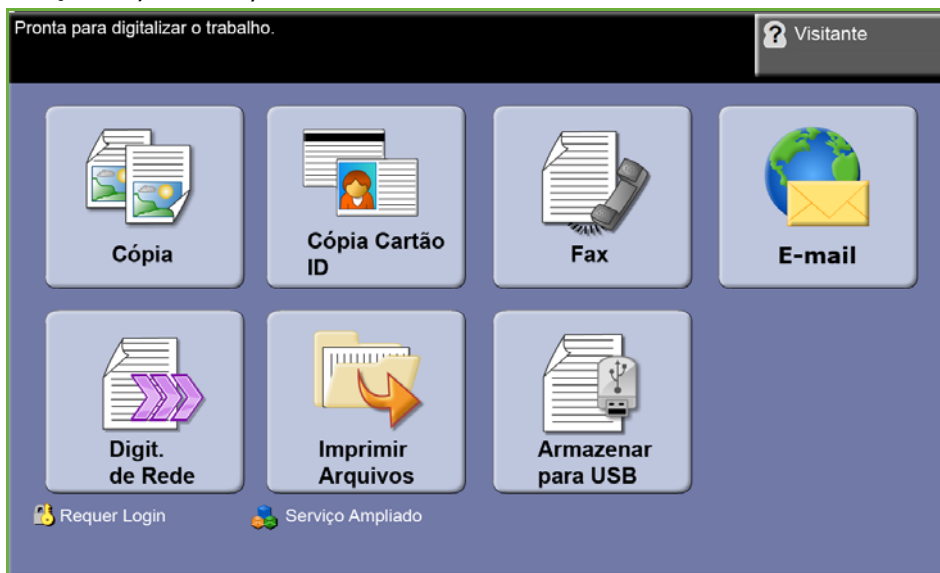 Pronta para digitalizar o trabalho.
Visitante
Cópia
Cópia Cartão
ID
Fax
E-mail
Digit.
de Rede
Imprimir
Arquivos
Armazenar
para USB
Requer Login
Serviço Ampliado